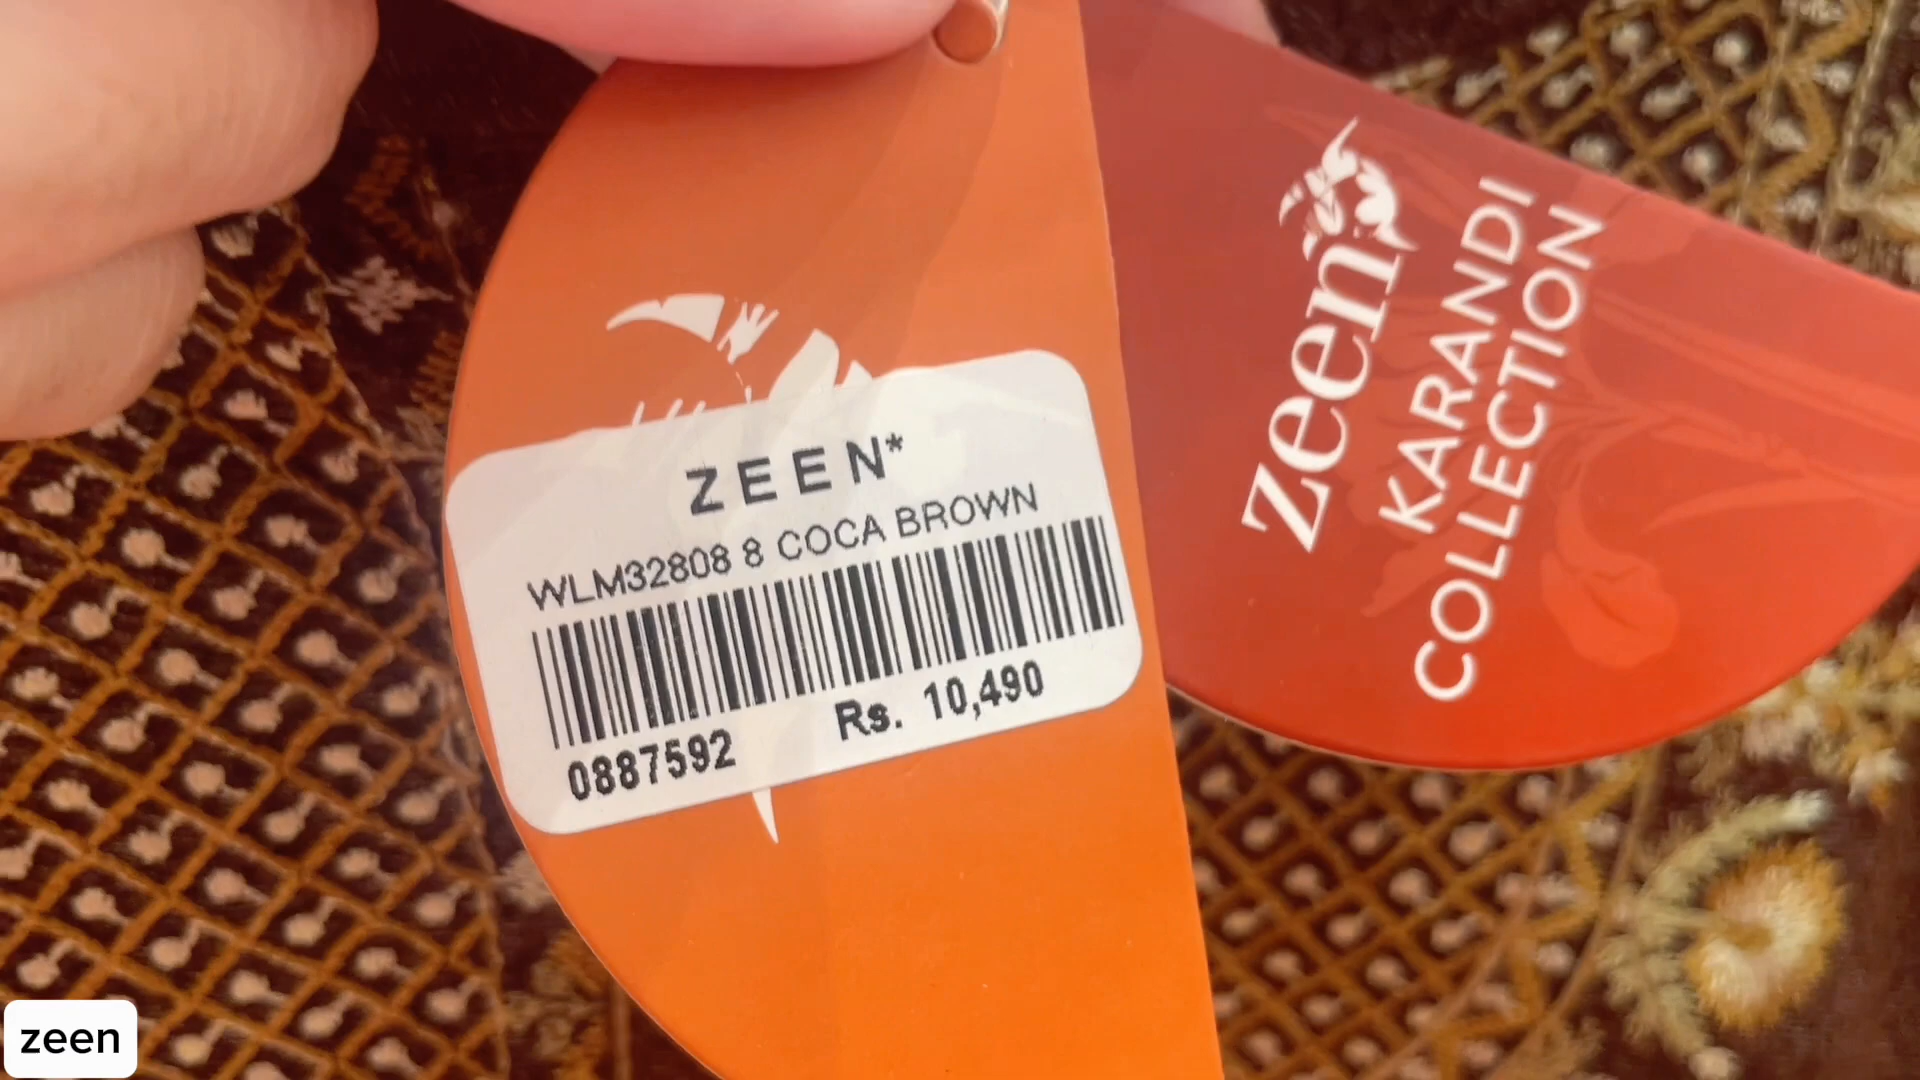 ZEEN*
WLM32808 8 COCA BROWN
0887592 Rs. 10,490
zeen
KARANDI
COLLECTION
zeen